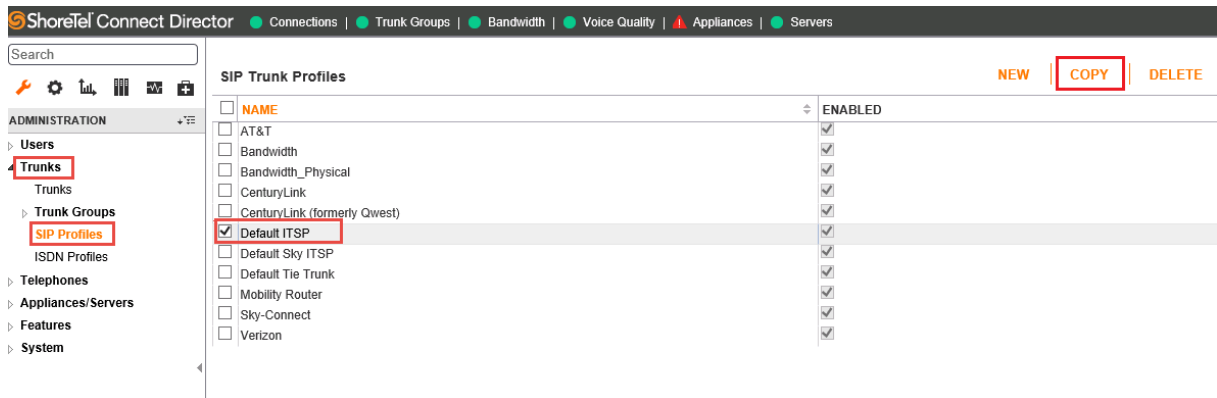 ShoreTel Connect Director Connections | Trunk Groups | Bandwidth | Voice Quality | Appliances | Servers
Search
ADMINISTRATION
Users
Trunks
Trunks
Trunk Groups
SIP Profiles
ISDN Profiles
Telephones
Appliances/Servers
Features
System
SIP Trunk Profiles NEW COPY DELETE
NAME ENABLED
AT&T
Bandwidth
Bandwidth_Physical
CenturyLink
CenturyLink (formerly Qwest)
Default ITSP
Default Sky ITSP
Default Tie Trunk
Mobility Router
Sky-Connect
Verizon